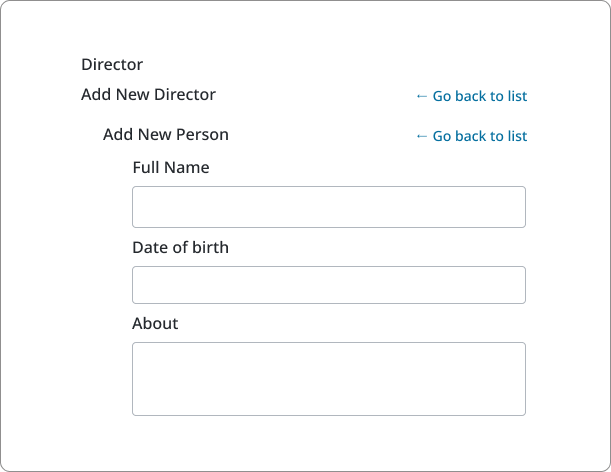 Director
Add New Director ← Go back to list
Add New Person ← Go back to list
Full Name
Date of birth
About